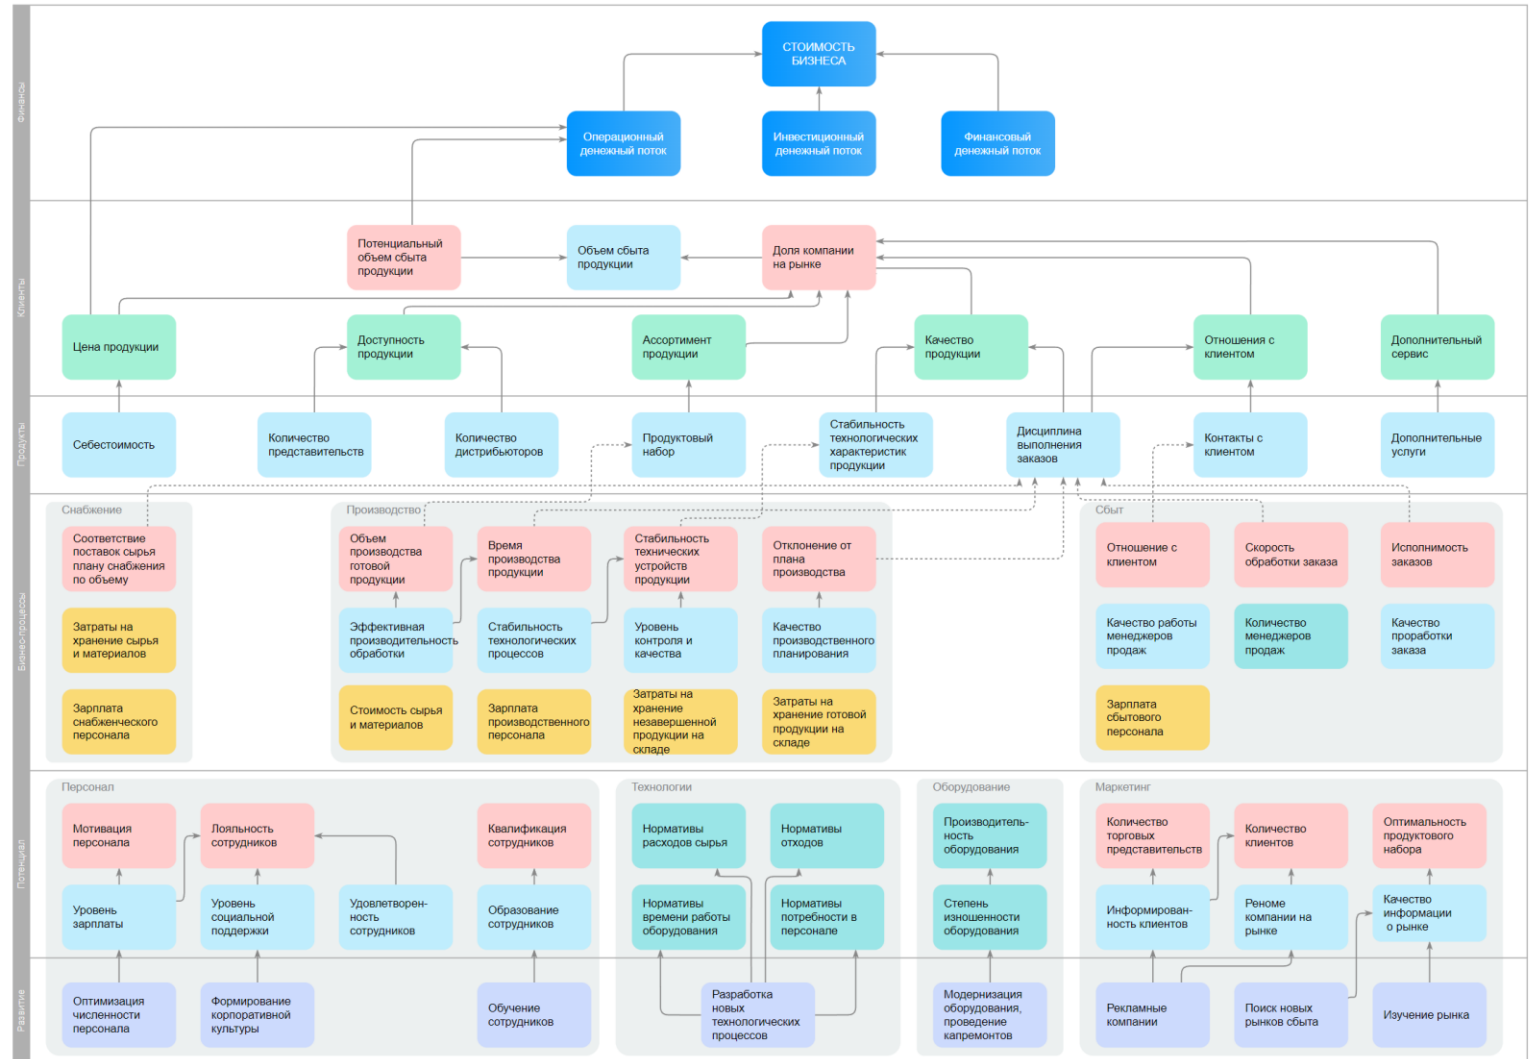 Финансы
СТОИМОСТЬ
БИЗНЕСА
Операционный
денежный поток
Инвестиционный
денежный поток
Финансовый
денежный поток
Клиенты
Потенциальный
объем сбыта
продукции
Объем сбыта
продукции
Доля компании
на рынке
Цена продукции
Доступность
продукции
Ассортимент
продукции
Качество
продукции
Отношения с
клиентом
Дополнительный
сервис
Продукты
Себестоимость
Количество
представительств
Количество
дистрибьюторов
Продуктовый
набор
Стабильность
технологических
характеристик
продукции
Дисциплина
выполнения
заказов
Контакты с
клиентом
Дополнительные
услуги
Бизнес-процессы
Снабжение
Соответствие
поставок сырья
плану снабжения
по объему
Затраты на
хранение сырья
и материалов
Зарплата
снабженческого
персонала
Производство
Объем
производства
готовой
продукции
Время
производства
продукции
Стабильность
технических
устройств
продукции
Отклонение от
плана
производства
Эффективная
производительность
обработки
Стабильность
технологических
процессов
Уровень
контроля и
качества
Качество
производственного
планирования
Стоимость сырья
и материалов
Зарплата
производственного
персонала
Затраты на
хранение
незавершенной
продукции на
складе
Затраты на
хранение готовой
продукции на
складе
Сбыт
Отношение с
клиентом
Скорость
обработки заказа
Исполнимость
заказов
Качество работы
менеджеров
продаж
Количество
менеджеров
продаж
Качество
проработки
заказа
Зарплата
сбытового
персонала
Потенциал
Персонал
Мотивация
персонала
Лояльность
сотрудников
Квалификация
сотрудников
Уровень
зарплаты
Уровень
социальной
поддержки
Удовлетворен-
ность
сотрудников
Образование
сотрудников
Технологии
Нормативы
расходов сырья
Нормативы
отходов
Нормативы
времени работы
оборудования
Нормативы
потребности в
персонале
Оборудование
Производитель-
ность
оборудования
Степень
изношенности
оборудования
Маркетинг
Количество
торговых
представительств
Количество
клиентов
Оптимальность
продуктового
набора
Информирован-
ность клиентов
Реноме
компании на
рынке
Качество
информации
о рынке
Развитие
Оптимизация
численности
персонала
Формирование
корпоративной
культуры
Обучение
сотрудников
Разработка
новых
технологических
процессов
Модернизация
оборудования,
проведение
капремонтов
Рекламные
компании
Поиск новых
рынков сбыта
Изучение рынка